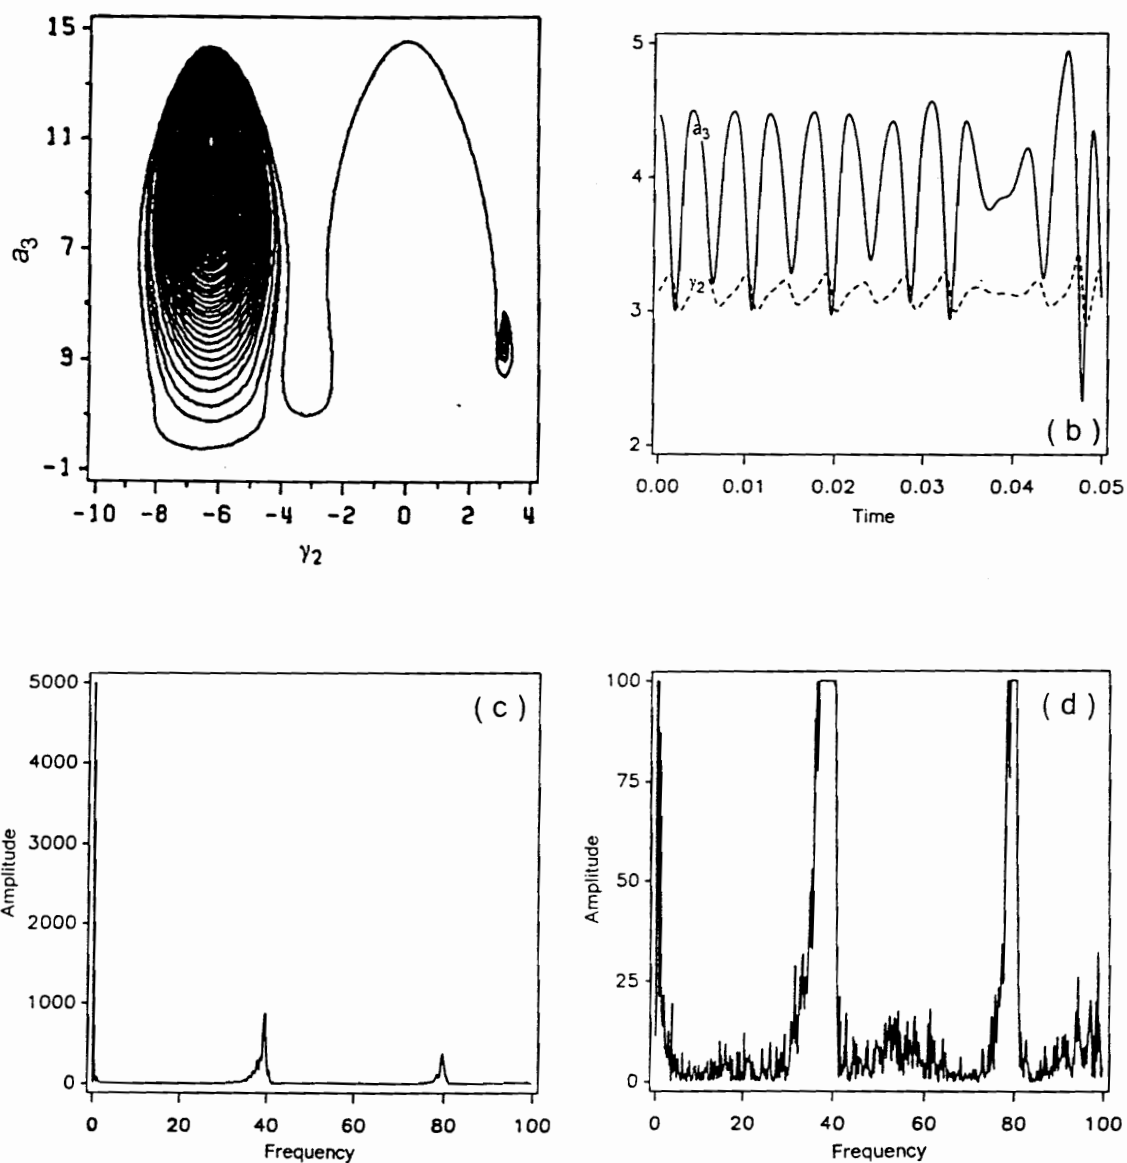 15
11
7
3
-1
a3
-10 -8 -6 -4 -2 0 2 4
γ2
5
4
3
2
a3
γ2
( b )
0.00 0.01 0.02 0.03 0.04 0.05
Time
5000
4000
3000
2000
1000
0
Amplitude
( c )
0 20 40 60 80 100
Frequency
100
75
50
25
0
Amplitude
( d )
0 20 40 60 80 100
Frequency